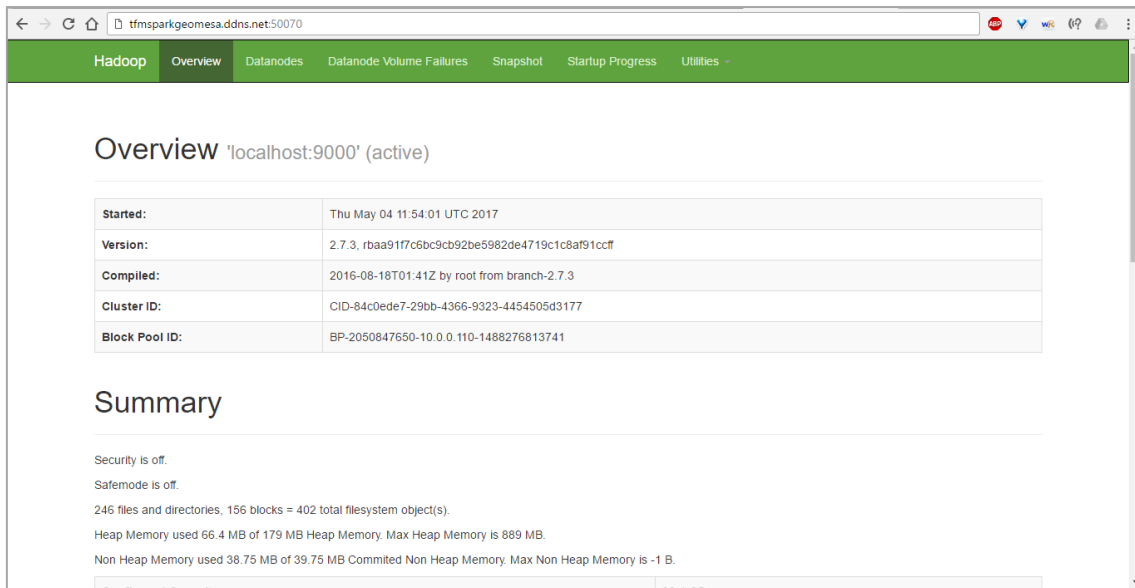 tfmsparkgeomesa.ddns.net:50070
ABP
Hadoop Overview Datanodes Datanode Volume Failures Snapshot Startup Progress Utilities
Overview 'localhost:9000' (active)
Started: Thu May 04 11:54:01 UTC 2017
Version: 2.7.3, rbaa91f7c6bc9cb92be5982de4719c1c8af91ccff
Compiled: 2016-08-18T01:41Z by root from branch-2.7.3
Cluster ID: CID-84c0ede7-29bb-4366-9323-4454505d3177
Block Pool ID: BP-2050847650-10.0.0.110-1488276813741
Summary
Security is off.
Safemode is off.
246 files and directories, 156 blocks = 402 total filesystem object(s).
Heap Memory used 66.4 MB of 179 MB Heap Memory. Max Heap Memory is 889 MB.
Non Heap Memory used 38.75 MB of 39.75 MB Commited Non Heap Memory. Max Non Heap Memory is -1 B.